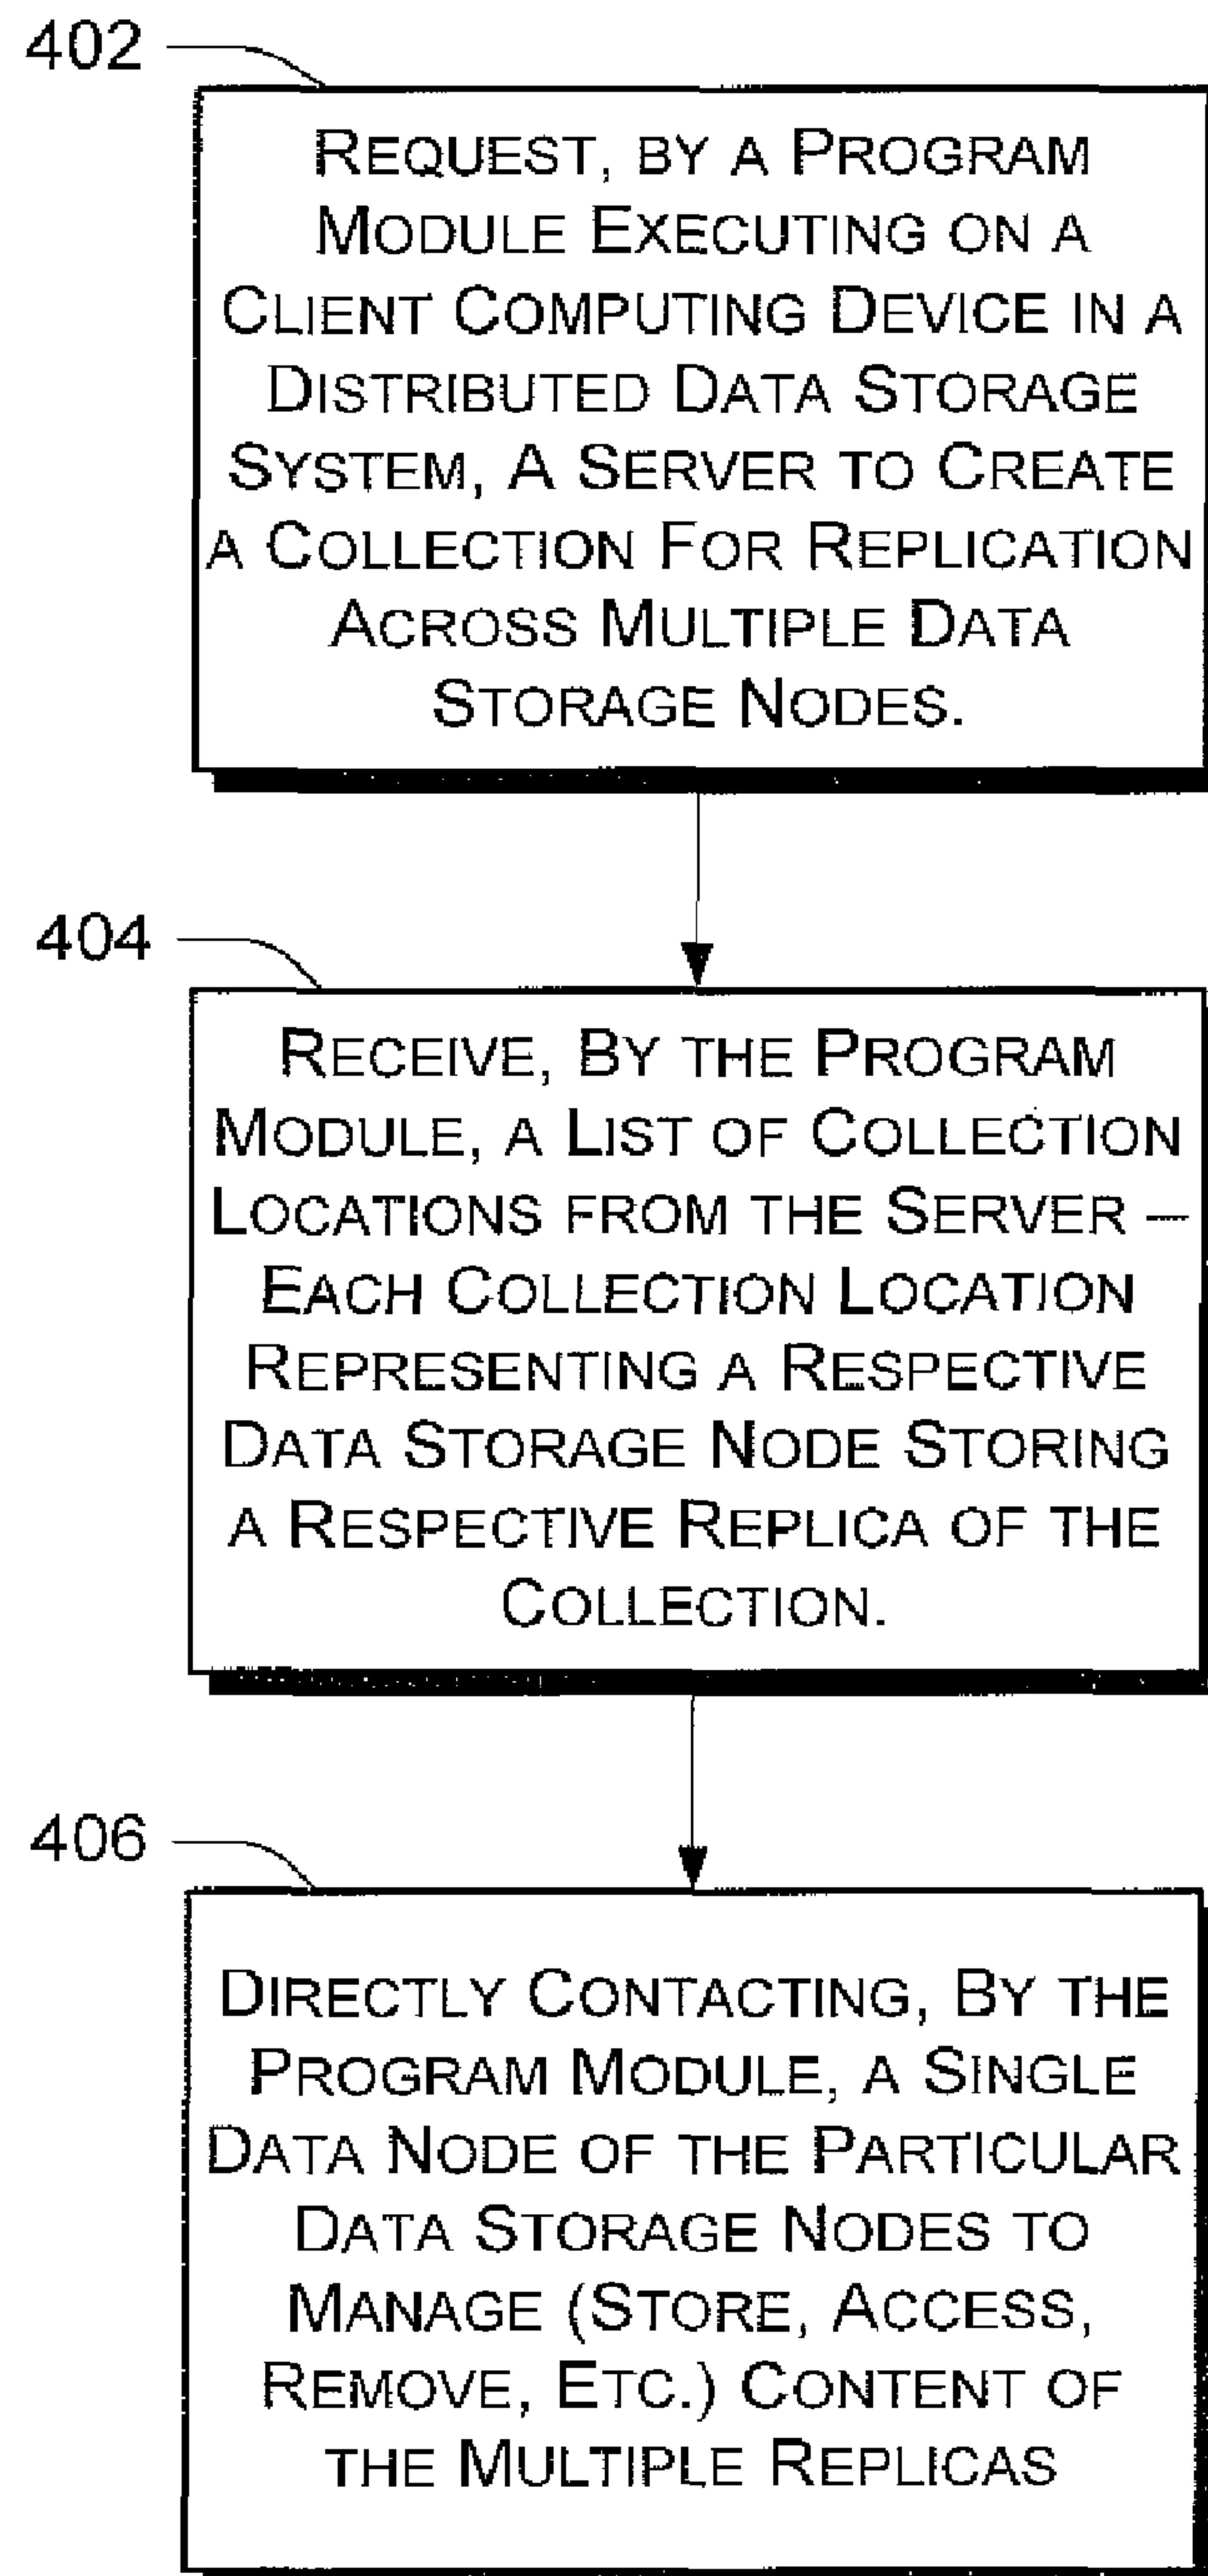 402
REQUEST, BY A PROGRAM
MODULE EXECUTING ON A
CLIENT COMPUTING DEVICE IN A
DISTRIBUTED DATA STORAGE
SYSTEM, A SERVER TO CREATE
A COLLECTION FOR REPLICATION
ACROSS MULTIPLE DATA
STORAGE NODES.
404
RECEIVE, BY THE PROGRAM
MODULE, A LIST OF COLLECTION
LOCATIONS FROM THE SERVER –
EACH COLLECTION LOCATION
REPRESENTING A RESPECTIVE
DATA STORAGE NODE STORING
A RESPECTIVE REPLICA OF THE
COLLECTION.
406
DIRECTLY CONTACTING, BY THE
PROGRAM MODULE, A SINGLE
DATA NODE OF THE PARTICULAR
DATA STORAGE NODES TO
MANAGE (STORE, ACCESS,
REMOVE, ETC.) CONTENT OF
THE MULTIPLE REPLICAS